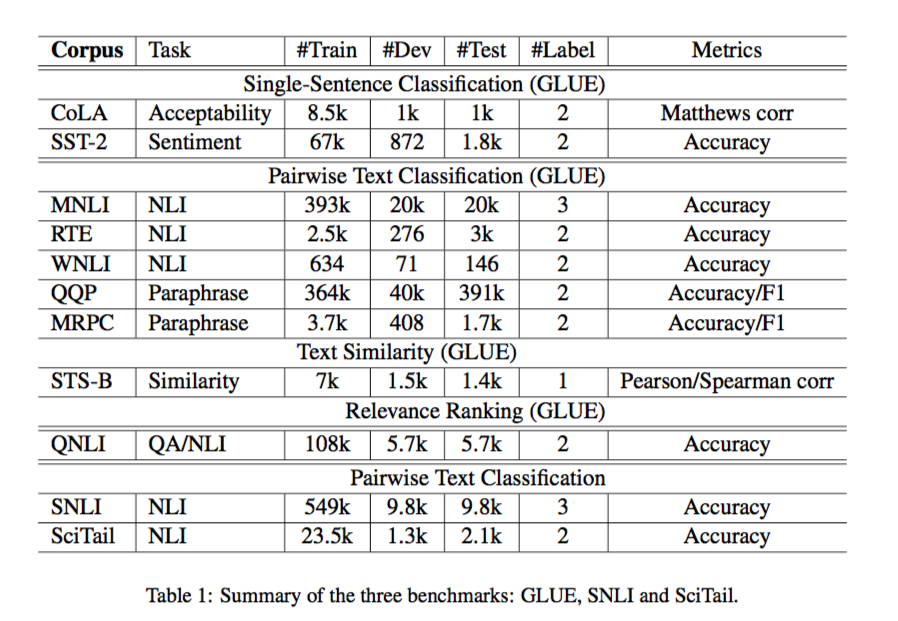 Corpus Task #Train #Dev #Test #Label Metrics
Single-Sentence Classification (GLUE)
CoLA Acceptability 8.5k 1k 1k 2 Matthews corr
SST-2 Sentiment 67k 872 1.8k 2 Accuracy
Pairwise Text Classification (GLUE)
MNLI NLI 393k 20k 20k 3 Accuracy
RTE NLI 2.5k 276 3k 2 Accuracy
WNLI NLI 634 71 146 2 Accuracy
QQP Paraphrase 364k 40k 391k 2 Accuracy/F1
MRPC Paraphrase 3.7k 408 1.7k 2 Accuracy/F1
Text Similarity (GLUE)
STS-B Similarity 7k 1.5k 1.4k 1 Pearson/Spearman corr
Relevance Ranking (GLUE)
QNLI QA/NLI 108k 5.7k 5.7k 2 Accuracy
Pairwise Text Classification
SNLI NLI 549k 9.8k 9.8k 3 Accuracy
SciTail NLI 23.5k 1.3k 2.1k 2 Accuracy
Table 1: Summary of the three benchmarks: GLUE, SNLI and SciTail.